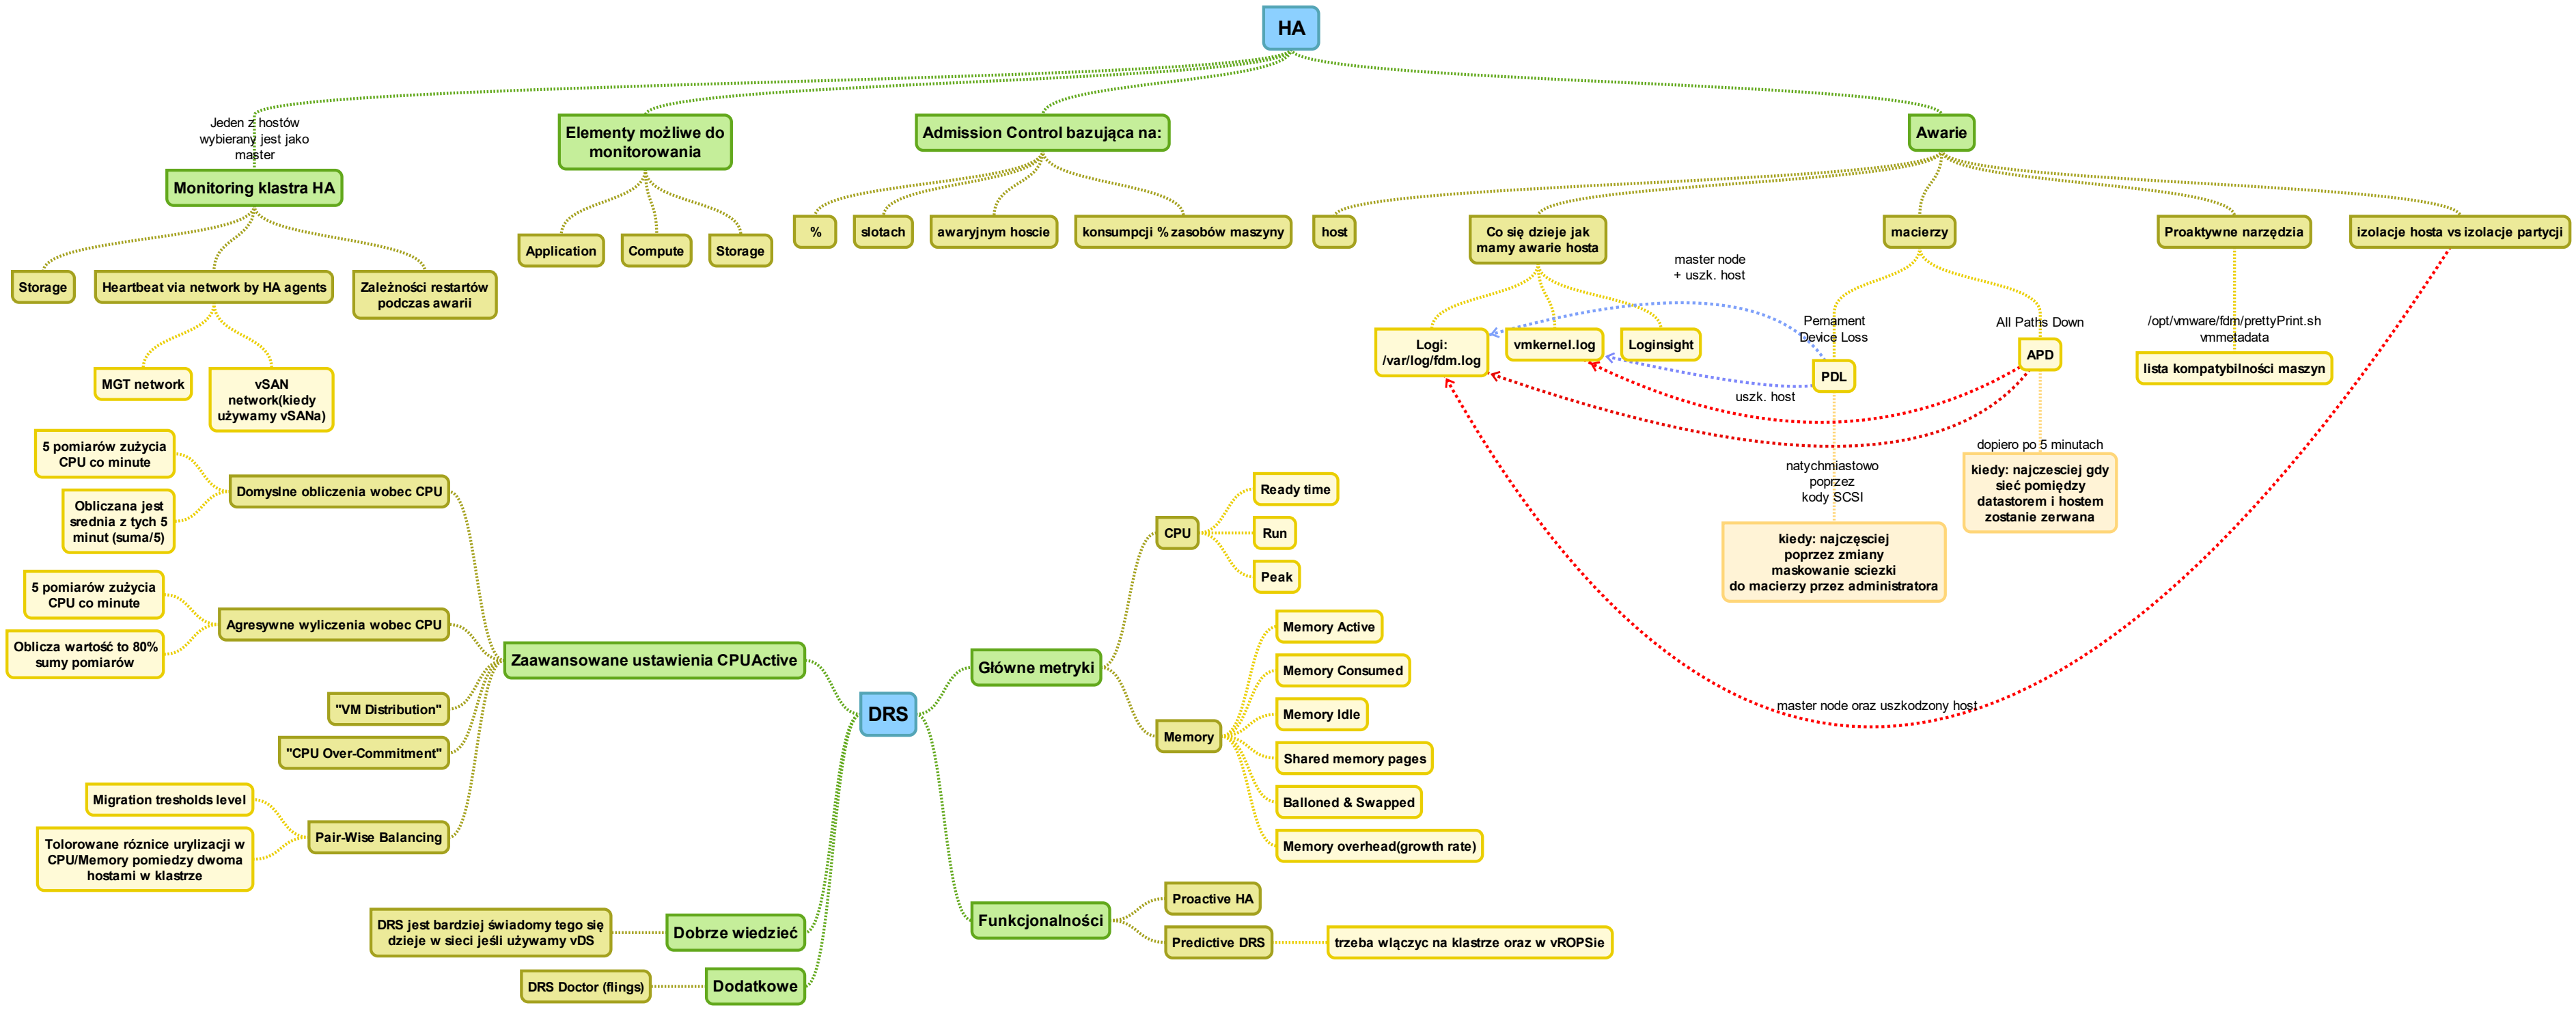 HA
Jeden z hostów
wybierany jest jako
master
Monitoring klastra HA
Storage
Heartbeat via network by HA agents
MGT network
vSAN
network(kiedy
używamy vSANa)
Zależności restartów
podczas awarii
Elementy możliwe do
monitorowania
Application
Compute
Storage
Admission Control bazująca na:
%
slotach
awaryjnym hoscie
konsumpcji % zasobów maszyny
Awarie
host
Co się dzieje jak
mamy awarie hosta
Logi:
/var/log/fdm.log
vmkernel.log
Loginsight
master node
+ uszk. host
uszk. host
macierzy
Pernament
Device Loss
PDL
natychmiastowo
poprzez
kody SCSI
kiedy: najczęsciej
poprzez zmiany
maskowanie sciezki
do macierzy przez administratora
All Paths Down
APD
dopiero po 5 minutach
kiedy: najczesciej gdy
sieć pomiędzy
datastorem i hostem
zostanie zerwana
Proaktywne narzędzia
/opt/vmware/fdm/prettyPrint.sh
vmmetadata
lista kompatybilności maszyn
izolacje hosta vs izolacje partycji
master node oraz uszkodzony host
DRS
Zaawansowane ustawienia CPUActive
Domyslne obliczenia wobec CPU
5 pomiarów zużycia
CPU co minute
Obliczana jest
srednia z tych 5
minut (suma/5)
Agresywne wyliczenia wobec CPU
5 pomiarów zużycia
CPU co minute
Oblicza wartość to 80%
sumy pomiarów
"VM Distribution"
"CPU Over-Commitment"
Pair-Wise Balancing
Migration tresholds level
Tolorowane róznice urylizacji w
CPU/Memory pomiedzy dwoma
hostami w klastrze
Dobrze wiedzieć
DRS jest bardziej świadomy tego się
dzieje w sieci jeśli używamy vDS
Dodatkowe
DRS Doctor (flings)
Główne metryki
CPU
Ready time
Run
Peak
Memory
Memory Active
Memory Consumed
Memory Idle
Shared memory pages
Balloned & Swapped
Memory overhead(growth rate)
Funkcjonalności
Proactive HA
Predictive DRS
trzeba włączyc na klastrze oraz w vROPSie